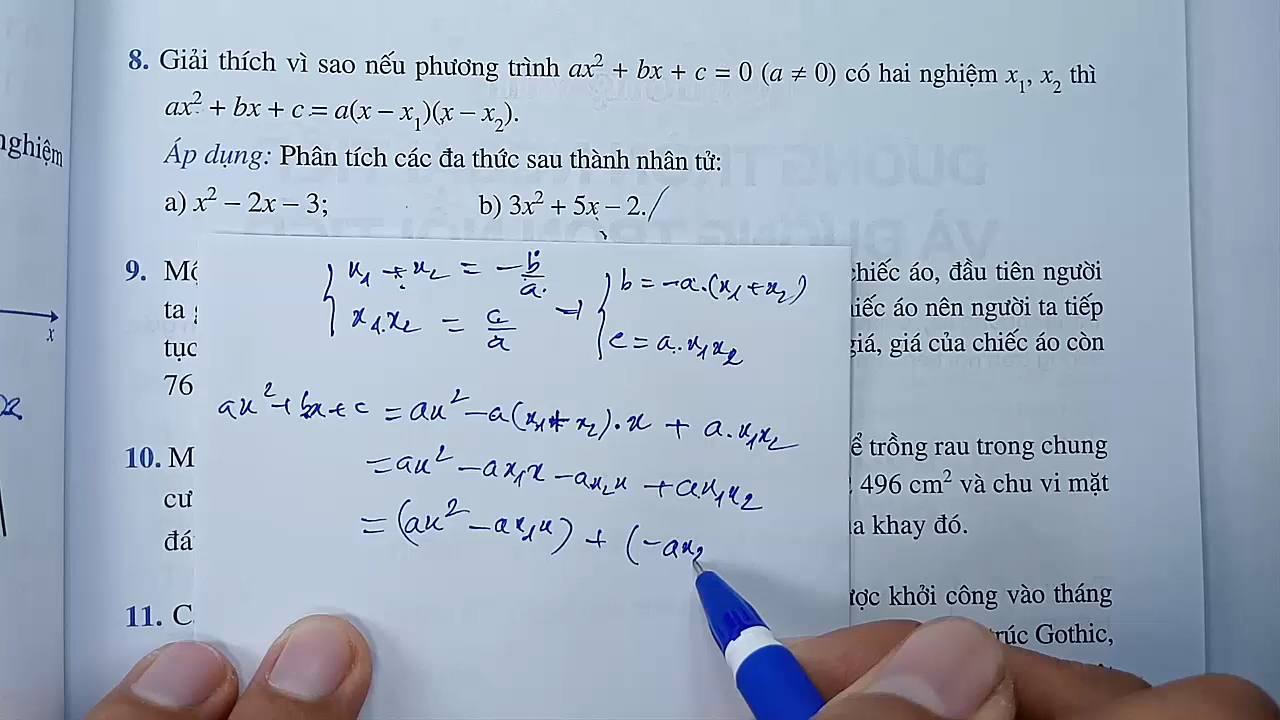 8. Giải thích vì sao nếu phương trình ax² + bx + c = 0 (a ≠ 0) có hai nghiệm x₁, x₂ thì
ax² + bx + c = a(x − x₁)(x − x₂).
nghiệm
Áp dụng: Phân tích các đa thức sau thành nhân tử:
a) x² − 2x − 3;
b) 3x² + 5x − 2.
9.
chiếc áo, đầu tiên người
ta
chiếc áo nên người ta tiếp
x
tục
giá, giá của chiếc áo còn
76
10. M
để trồng rau trong chung
cư
496 cm² và chu vi mặt
đá
của khay đó.
11. C
được khởi công vào tháng
trúc Gothic,
x₁ + x₂ = −b/a
x₁.x₂ = c/a
⇒
b = −a.(x₁ + x₂)
c = a.x₁x₂
ax² + bx + c = ax² − a(x₁ + x₂).x + a.x₁x₂
= ax² − ax₁x − ax₂x + ax₁x₂
= (ax² − ax₁x) + (−ax₂